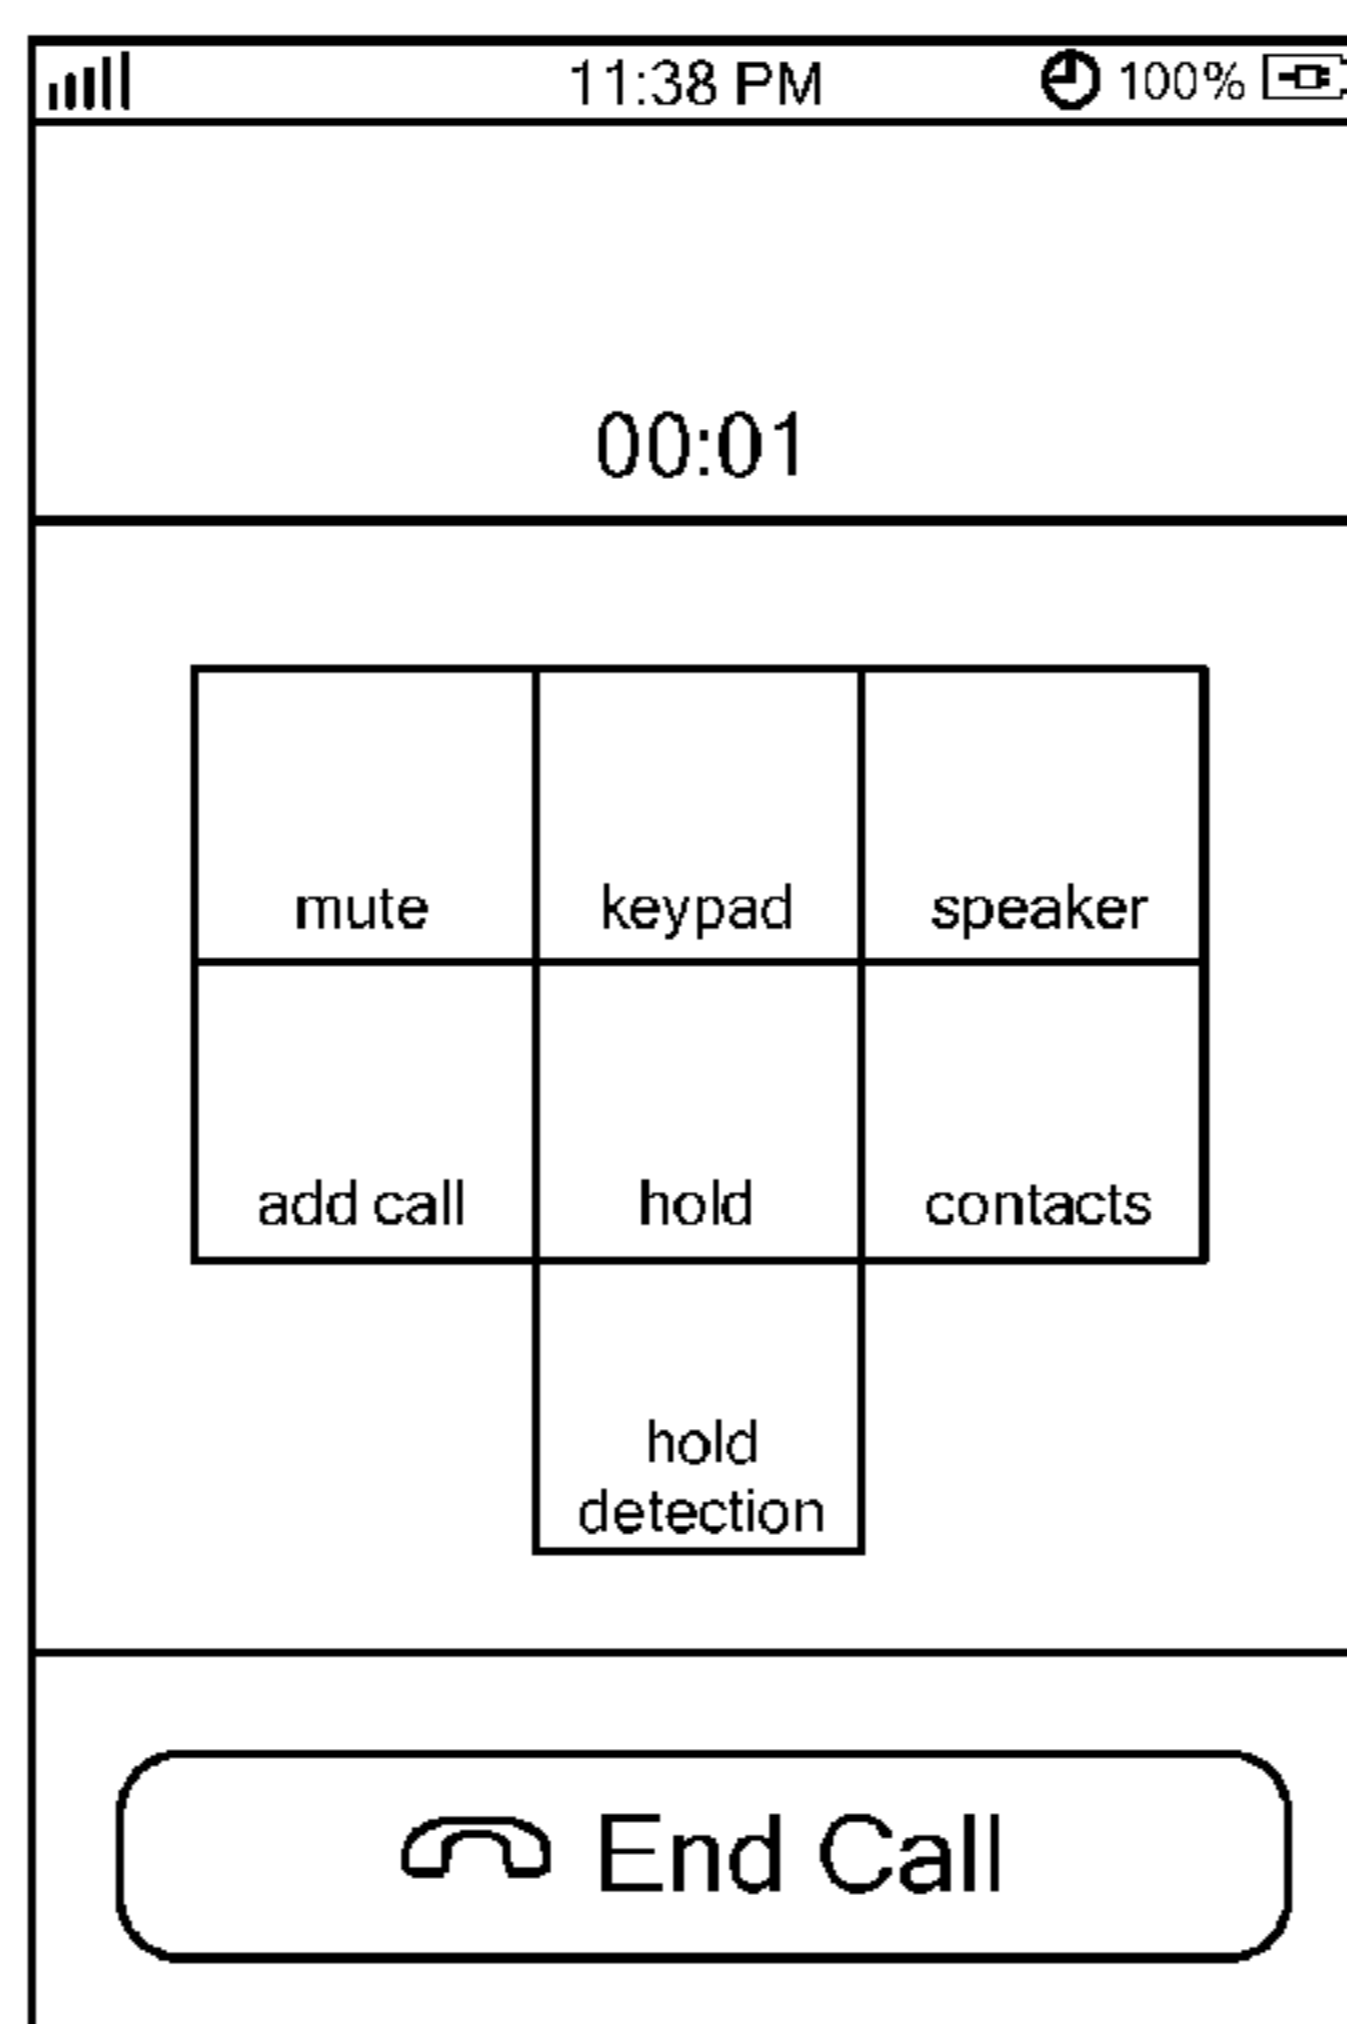 11:38 PM 100%
00:01
mute keypad speaker
add call hold contacts
hold
detection
End Call